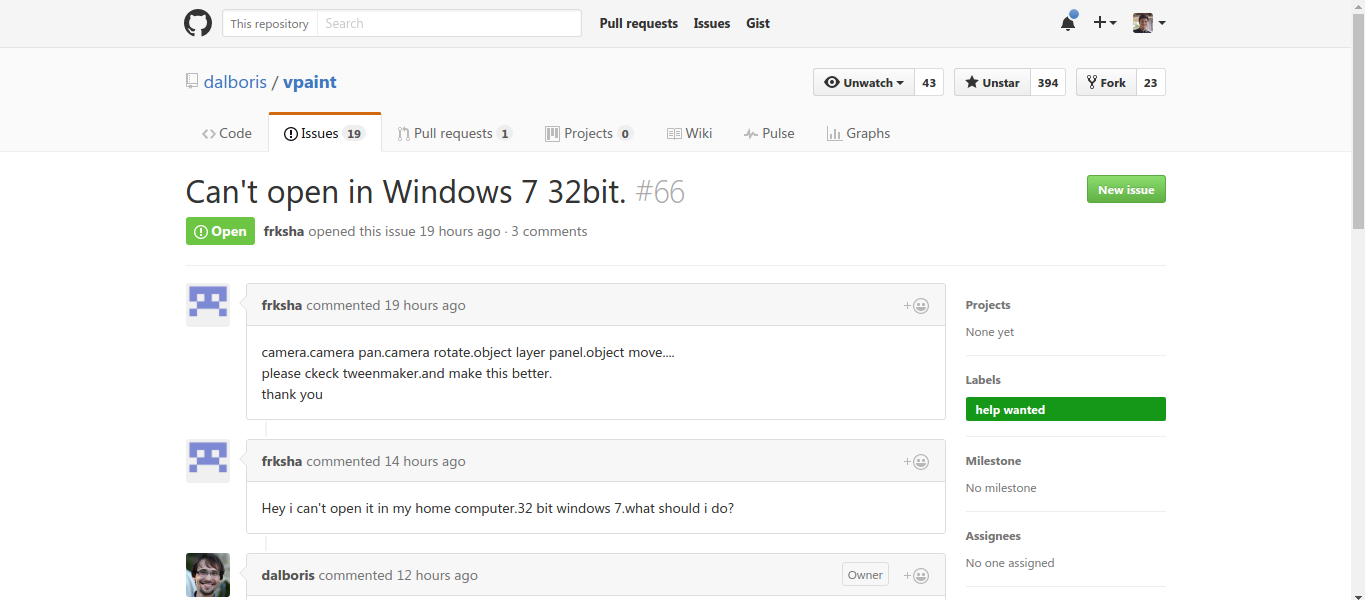 This repository Search Pull requests Issues Gist
dalboris / vpaint Unwatch 43 Unstar 394 Fork 23
Code Issues 19 Pull requests 1 Projects 0 Wiki Pulse Graphs
Can't open in Windows 7 32bit. #66 New issue
Open frksha opened this issue 19 hours ago · 3 comments
frksha commented 19 hours ago
camera.camera pan.camera rotate.object layer panel.object move....
please ckeck tweenmaker.and make this better.
thank you
frksha commented 14 hours ago
Hey i can't open it in my home computer.32 bit windows 7.what should i do?
dalboris commented 12 hours ago Owner
Projects
None yet
Labels
help wanted
Milestone
No milestone
Assignees
No one assigned